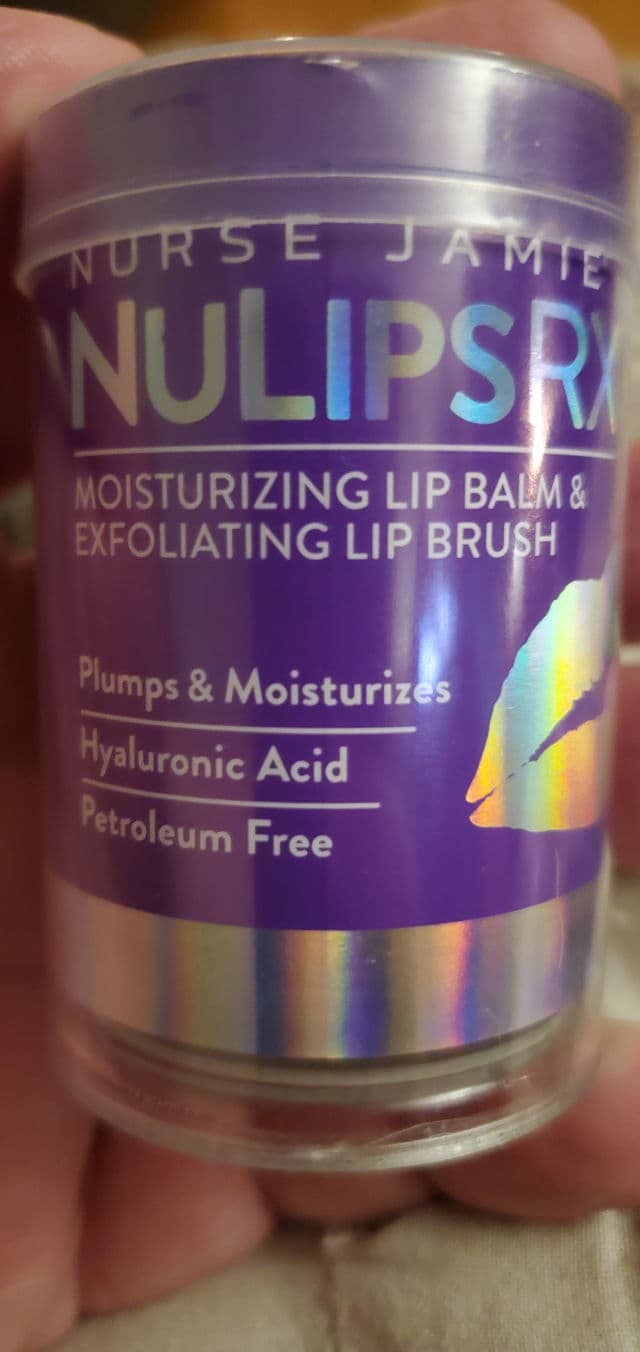 NURSE JAMIE
NULIPSRX
MOISTURIZING LIP BALM &
EXFOLIATING LIP BRUSH
Plumps & Moisturizes
Hyaluronic Acid
Petroleum Free